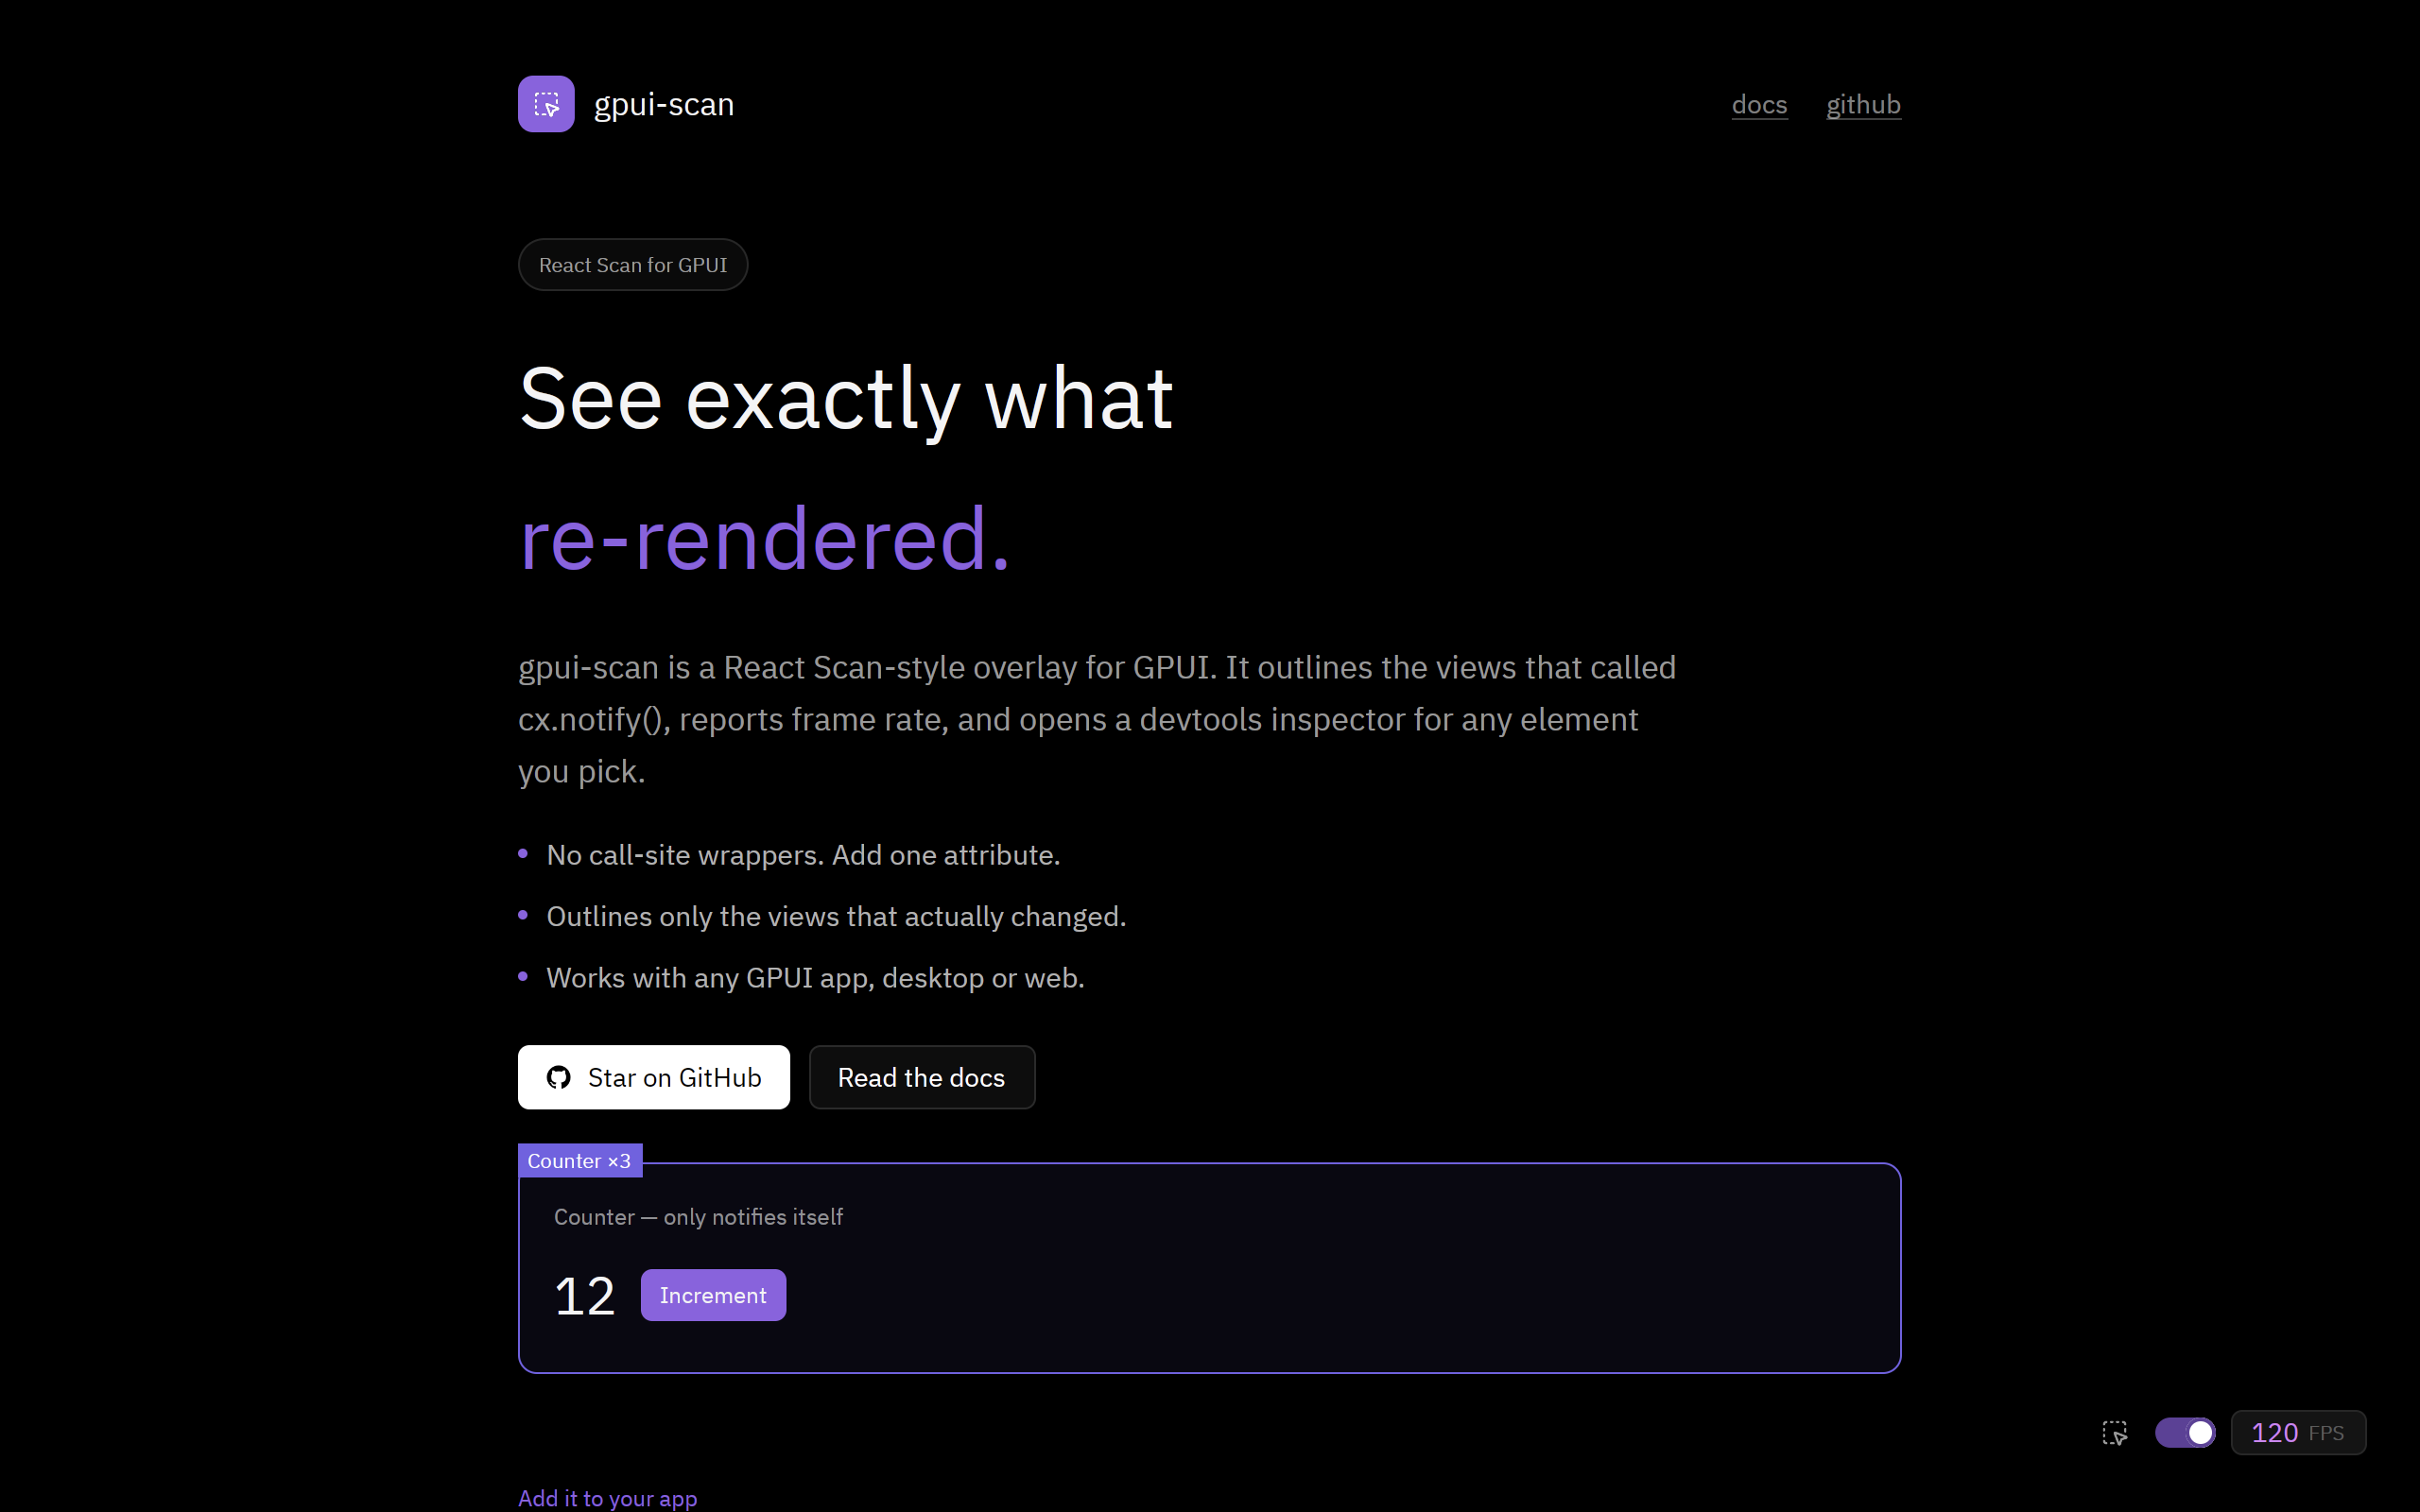 gpui-scan
docs
github
React Scan for GPUI
See exactly what
re-rendered.
gpui-scan is a React Scan-style overlay for GPUI. It outlines the views that called
cx.notify(), reports frame rate, and opens a devtools inspector for any element
you pick.
No call-site wrappers. Add one attribute.
Outlines only the views that actually changed.
Works with any GPUI app, desktop or web.
Star on GitHub
Read the docs
Counter ×3
Counter — only notifies itself
12
Increment
120 FPS
Add it to your app